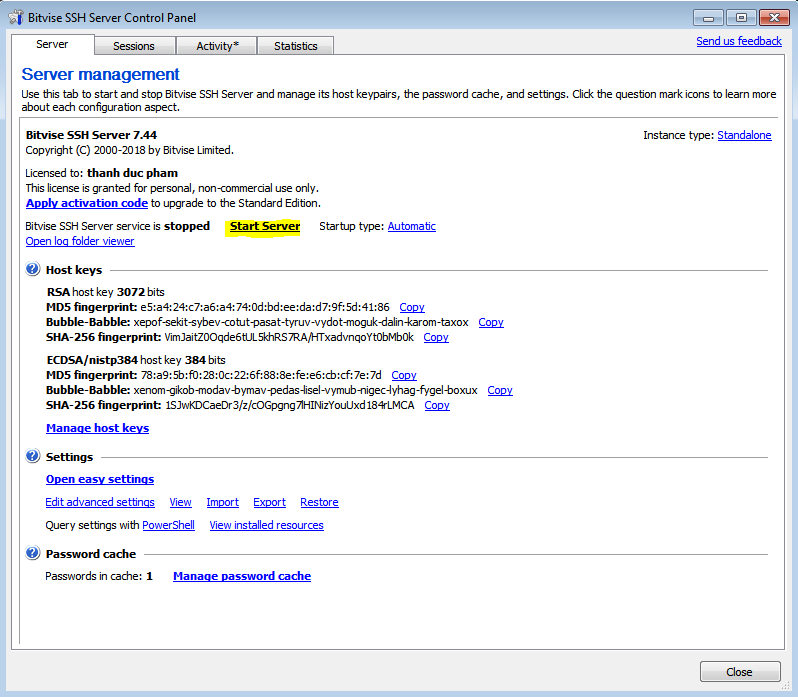 Bitvise SSH Server Control Panel
Server
Sessions
Activity*
Statistics
Send us feedback
Server management
Use this tab to start and stop Bitvise SSH Server and manage its host keypairs, the password cache, and settings. Click the question mark icons to learn more
about each configuration aspect.
Bitvise SSH Server 7.44
Instance type: Standalone
Copyright (C) 2000-2018 by Bitvise Limited.
Licensed to: thanh duc pham
This license is granted for personal, non-commercial use only.
Apply activation code to upgrade to the Standard Edition.
Bitvise SSH Server service is stopped Start Server Startup type: Automatic
Open log folder viewer
Host keys
RSA host key 3072 bits
MD5 fingerprint: e5:a4:24:c7:a6:a4:74:0d:bd:ee:da:d7:9f:5d:41:86 Copy
Bubble-Babble: xepof-sekit-sybev-cotut-pasat-tyruv-vydot-moguk-dalin-karom-taxox Copy
SHA-256 fingerprint: VimJaitZ0Oqde6tUL5khRS7RA/HTxadvnqoYt0bMb0k Copy
ECDSA/nistp384 host key 384 bits
MD5 fingerprint: 78:a9:5b:f0:28:0c:22:6f:88:8e:fe:e6:cb:cf:7e:7d Copy
Bubble-Babble: xenom-gikob-modav-bymav-pedas-lisel-vymub-nigec-lyhag-fygel-boxux Copy
SHA-256 fingerprint: 1SJwKDCaeDr3/z/cOGpgng7lHINizYouUxd184rLMCA Copy
Manage host keys
Settings
Open easy settings
Edit advanced settings View Import Export Restore
Query settings with PowerShell View installed resources
Password cache
Passwords in cache: 1 Manage password cache
Close